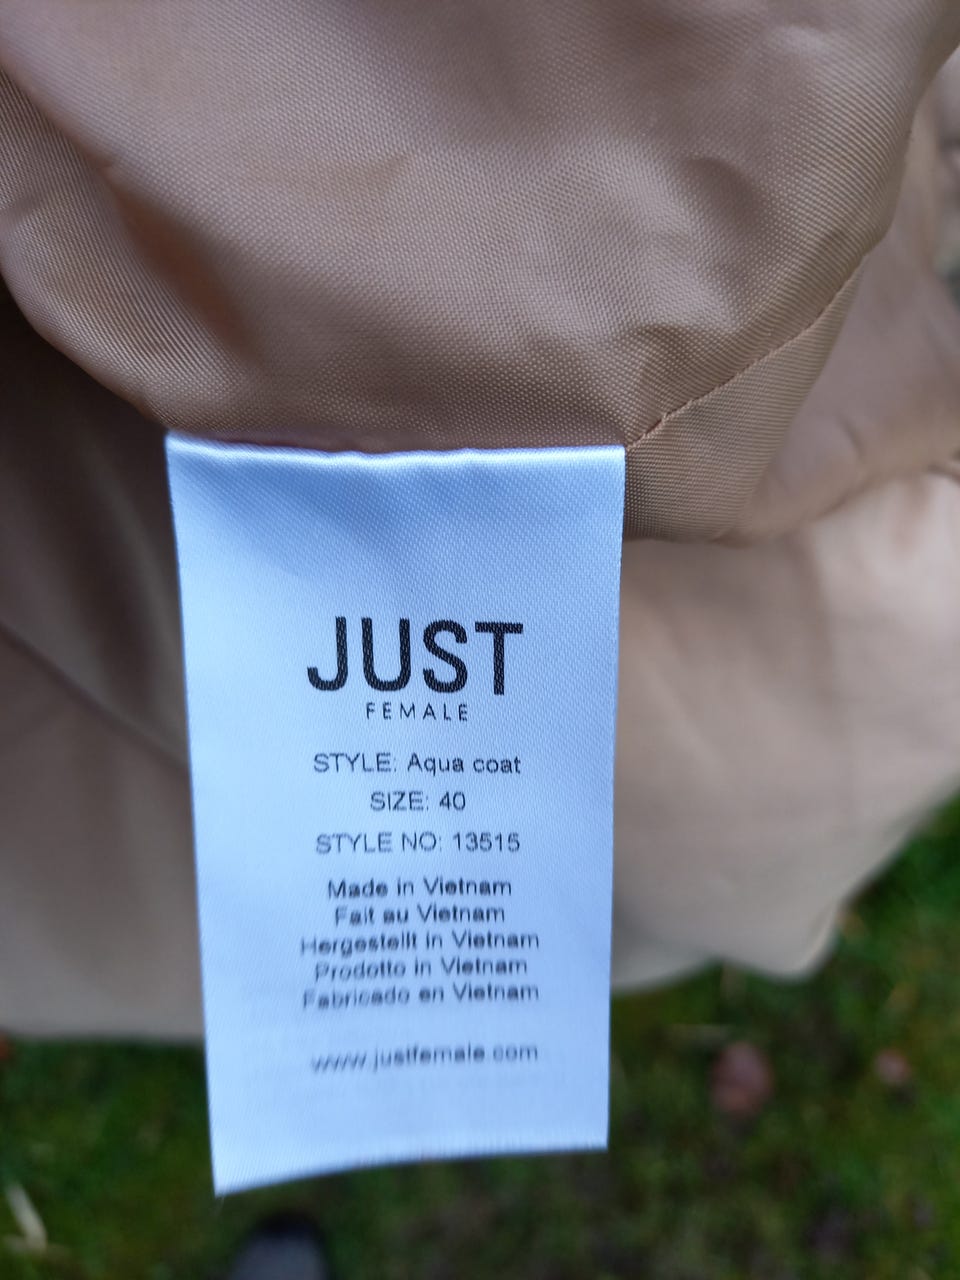 JUST
FEMALE
STYLE: Aqua coat
SIZE: 40
STYLE NO: 13515
Made in Vietnam
Fait au Vietnam
Hergestellt in Vietnam
Prodotto in Vietnam
Fabricado en Vietnam
www.justfemale.com